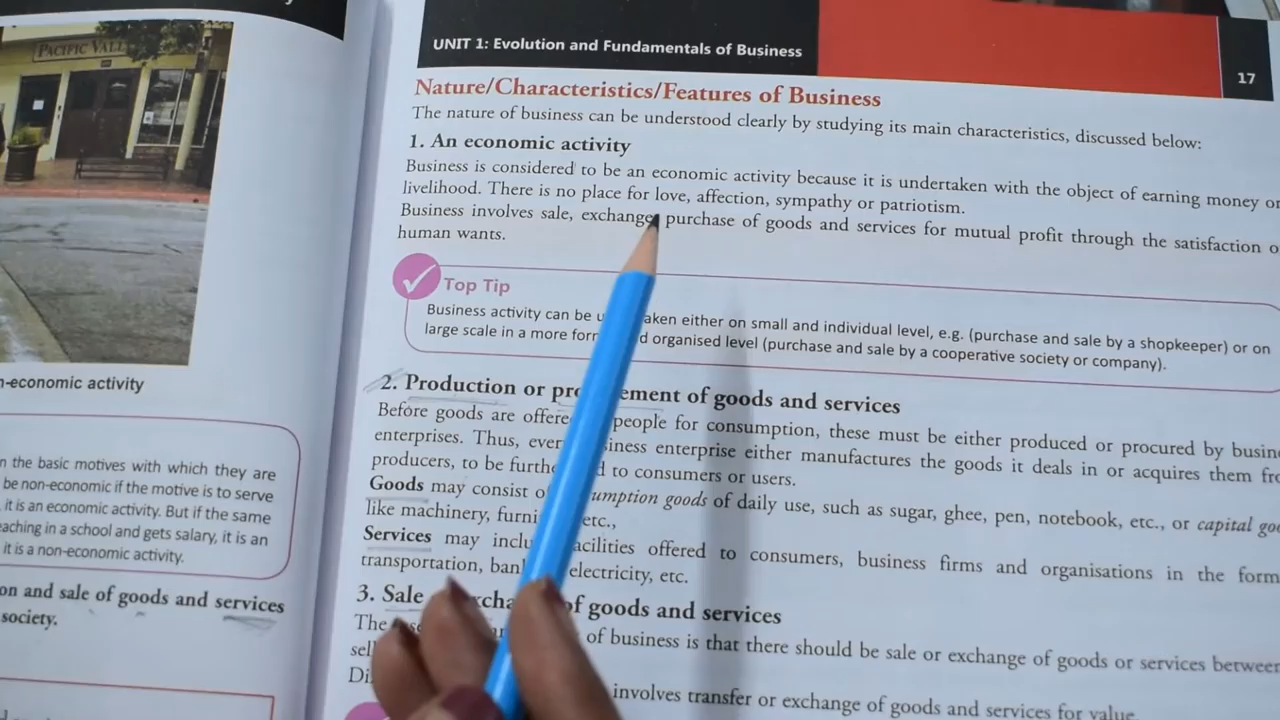 PACIFIC VALL
n-economic activity
n the basic motives with which they are
be non-economic if the motive is to serve
it is an economic activity. But if the same
eaching in a school and gets salary, it is an
it is a non-economic activity.
on and sale of goods and services
society.
UNIT 1: Evolution and Fundamentals of Business
17
Nature/Characteristics/Features of Business
The nature of business can be understood clearly by studying its main characteristics, discussed below:
1. An economic activity
Business is considered to be an economic activity because it is undertaken with the object of earning money or
livelihood. There is no place for love, affection, sympathy or patriotism.
Business involves sale, exchange, purchase of goods and services for mutual profit through the satisfaction o
human wants.
Top Tip
Business activity can be u aken either on small and individual level, e.g. (purchase and sale by a shopkeeper) or on
large scale in a more for d organised level (purchase and sale by a cooperative society or company).
2. Production or pro ement of goods and services
Before goods are offere people for consumption, these must be either produced or procured by busin
enterprises. Thus, ever iness enterprise either manufactures the goods it deals in or acquires them fro
producers, to be furthe d to consumers or users.
Goods may consist o umption goods of daily use, such as sugar, ghee, pen, notebook, etc., or capital goo
like machinery, furni etc.,
Services may inclu acilities offered to consumers, business firms and organisations in the form
transportation, ban electricity, etc.
3. Sale xcha of goods and services
The of business is that there should be sale or exchange of goods or services between
sel
Di involves transfer or exchange of goods and services for value.